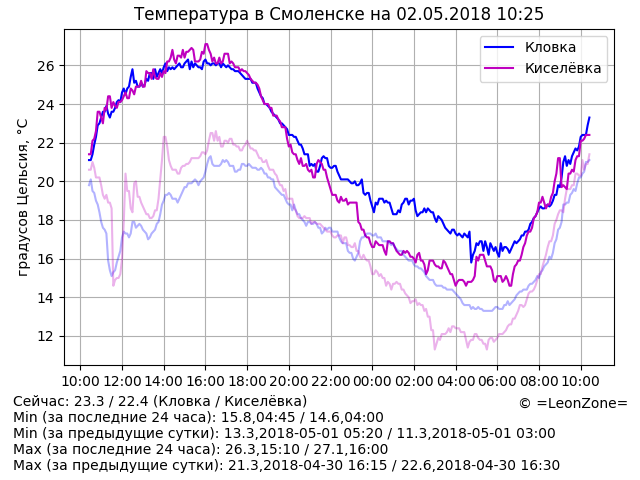 Температура в Смоленске на 02.05.2018 10:25
Кловка
Киселёвка
градусов Цельсия, °C
26
24
22
20
18
16
14
12
10:00 12:00 14:00 16:00 18:00 20:00 22:00 00:00 02:00 04:00 06:00 08:00 10:00
Сейчас: 23.3 / 22.4 (Кловка / Киселёвка)
© =LeonZone=
Min (за последние 24 часа): 15.8,04:45 / 14.6,04:00
Min (за предыдущие сутки): 13.3,2018-05-01 05:20 / 11.3,2018-05-01 03:00
Max (за последние 24 часа): 26.3,15:10 / 27.1,16:00
Max (за предыдущие сутки): 21.3,2018-04-30 16:15 / 22.6,2018-04-30 16:30